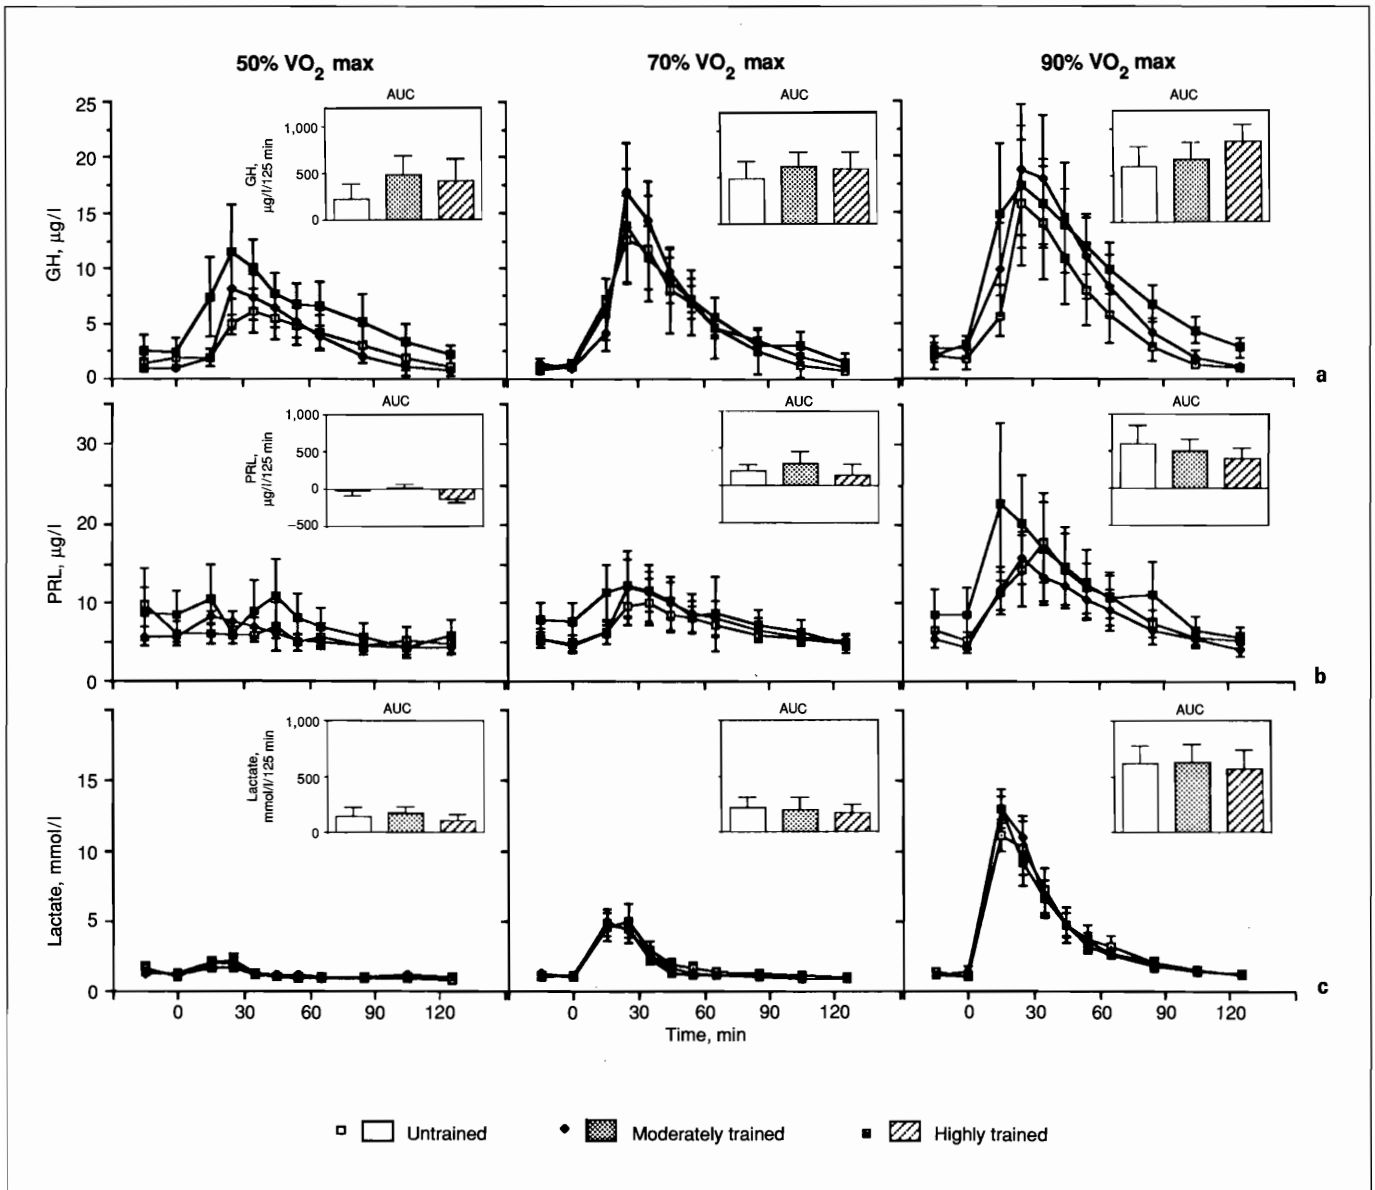 50% VO2 max 70% VO2 max 90% VO2 max
AUC AUC AUC
GH, µg/l
25
20
15
10
5
0
GH, µg/l/125 min
1,000
500
0
a
AUC AUC AUC
PRL, µg/l
30
20
10
0
PRL, µg/l/125 min
1,000
500
0
–500
b
AUC AUC AUC
Lactate, mmol/l
15
10
5
0
Lactate, mmol/l/125 min
1,000
500
0
c
0 30 60 90 120 0 30 60 90 120 0 30 60 90 120
Time, min
Untrained Moderately trained Highly trained